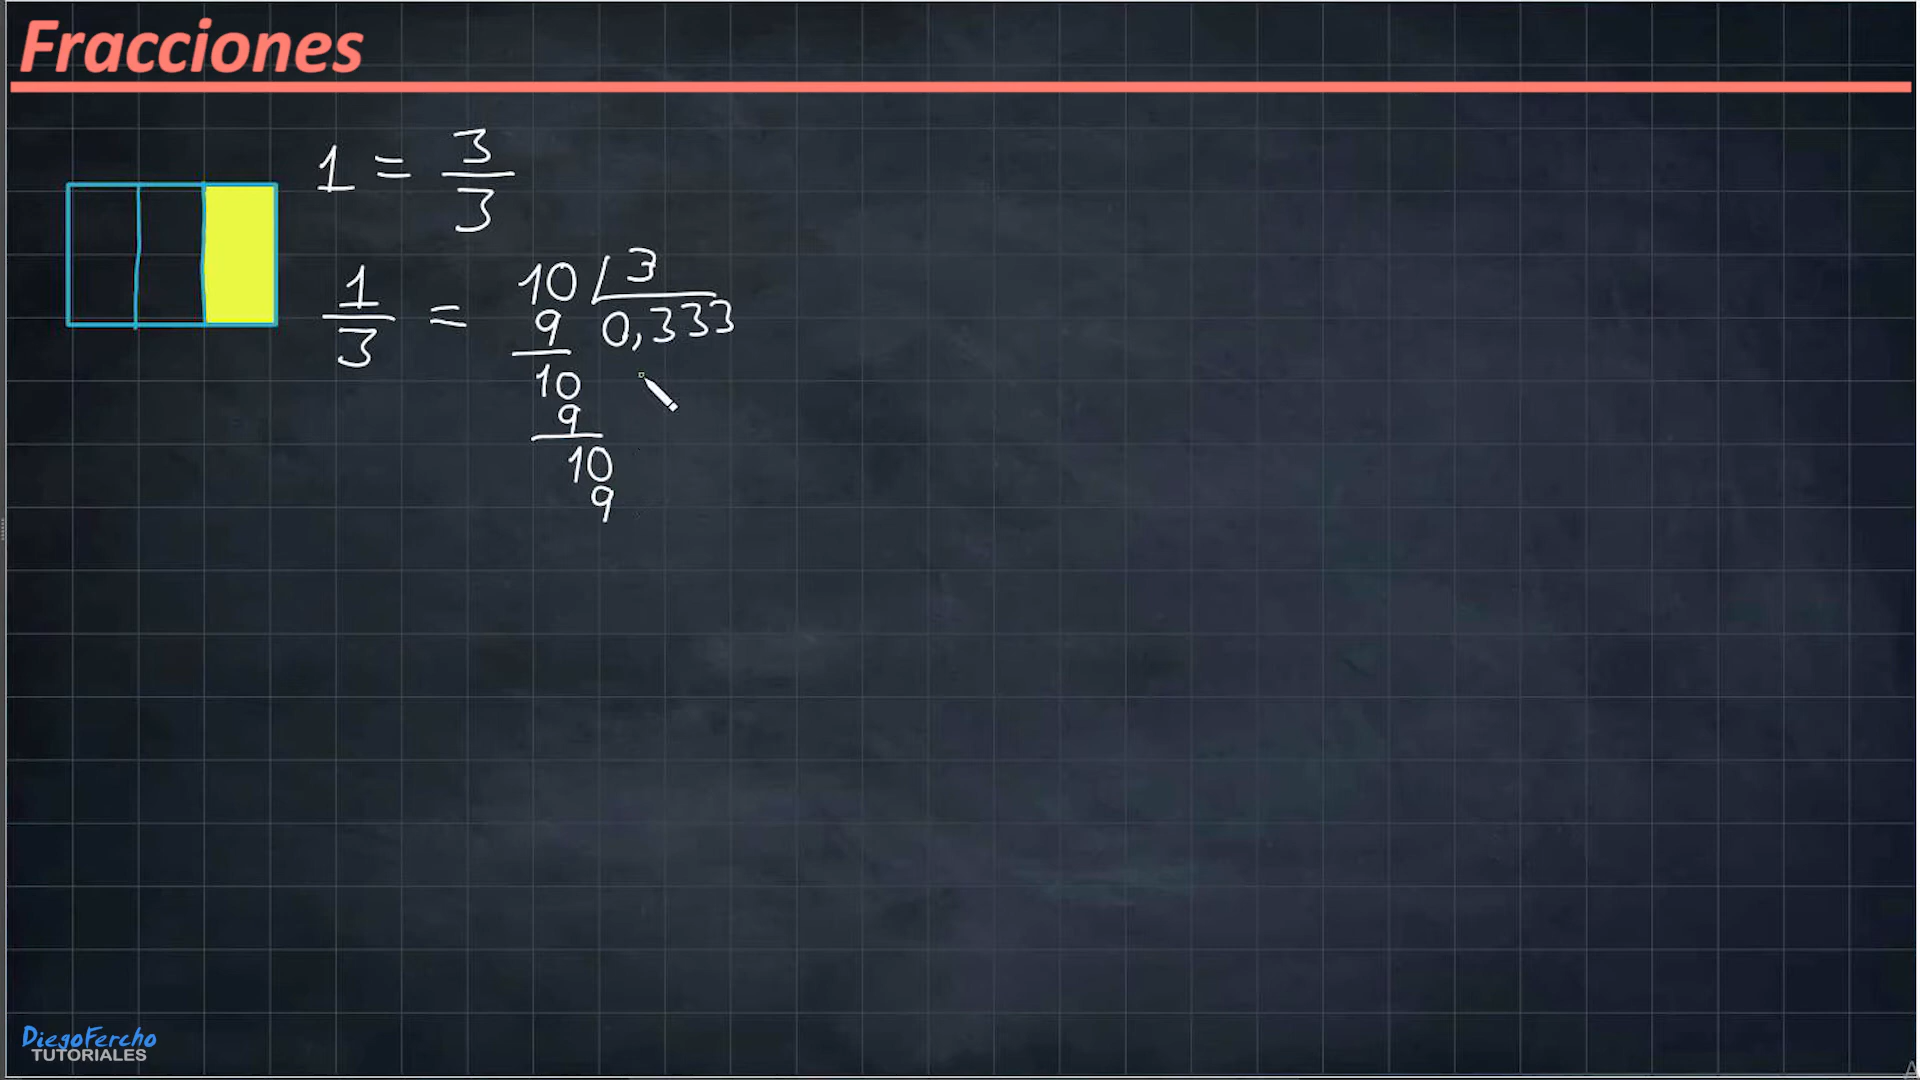 Fracciones
1 = 3/3
1/3 = 10 | 3
9 0,333
10
9
10
9
DiegoFercho
TUTORIALES